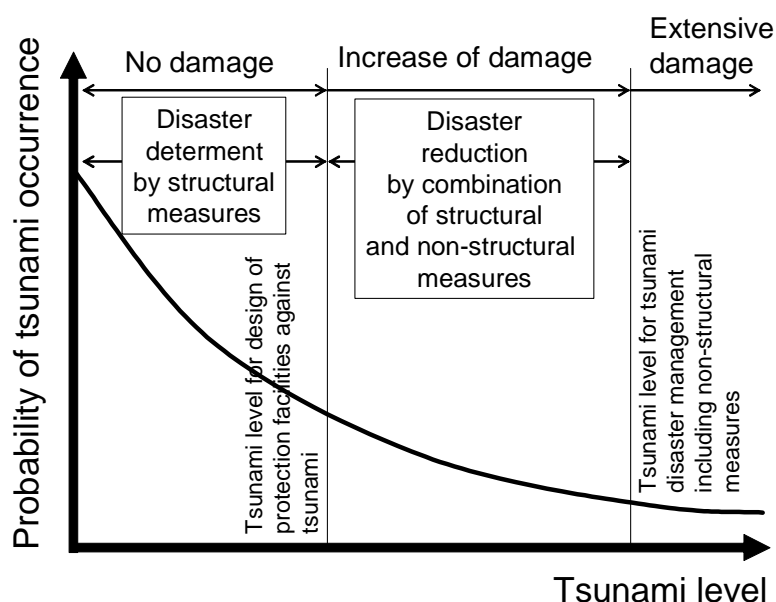 No damage
Increase of damage
Extensive
damage
Disaster
determent
by structural
measures
Disaster
reduction
by combination
of structural
and non-structural
measures
Probability of tsunami occurrence
Tsunami level for design of
protection facilities against
tsunami
Tsunami level for tsunami
disaster management
including non-structural
measures
Tsunami level